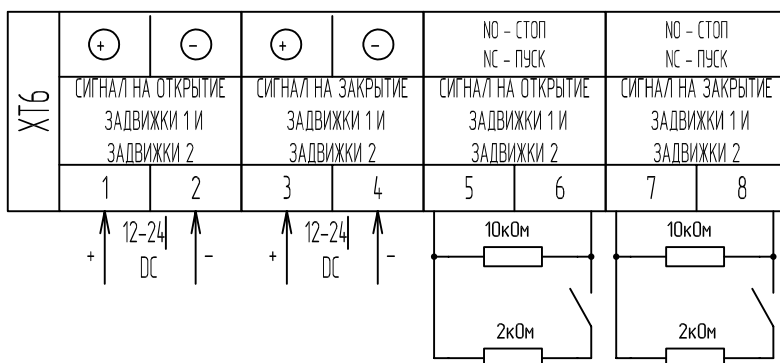 ХТ6
+ - + -
NO - СТОП
NC - ПУСК
NO - СТОП
NC - ПУСК
СИГНАЛ НА ОТКРЫТИЕ
ЗАДВИЖКИ 1 И
ЗАДВИЖКИ 2
СИГНАЛ НА ЗАКРЫТИЕ
ЗАДВИЖКИ 1 И
ЗАДВИЖКИ 2
СИГНАЛ НА ОТКРЫТИЕ
ЗАДВИЖКИ 1 И
ЗАДВИЖКИ 2
СИГНАЛ НА ЗАКРЫТИЕ
ЗАДВИЖКИ 1 И
ЗАДВИЖКИ 2
1 2 3 4 5 6 7 8
+ 12-24 -
DC
+ 12-24 -
DC
10кОм
2кОм
10кОм
2кОм